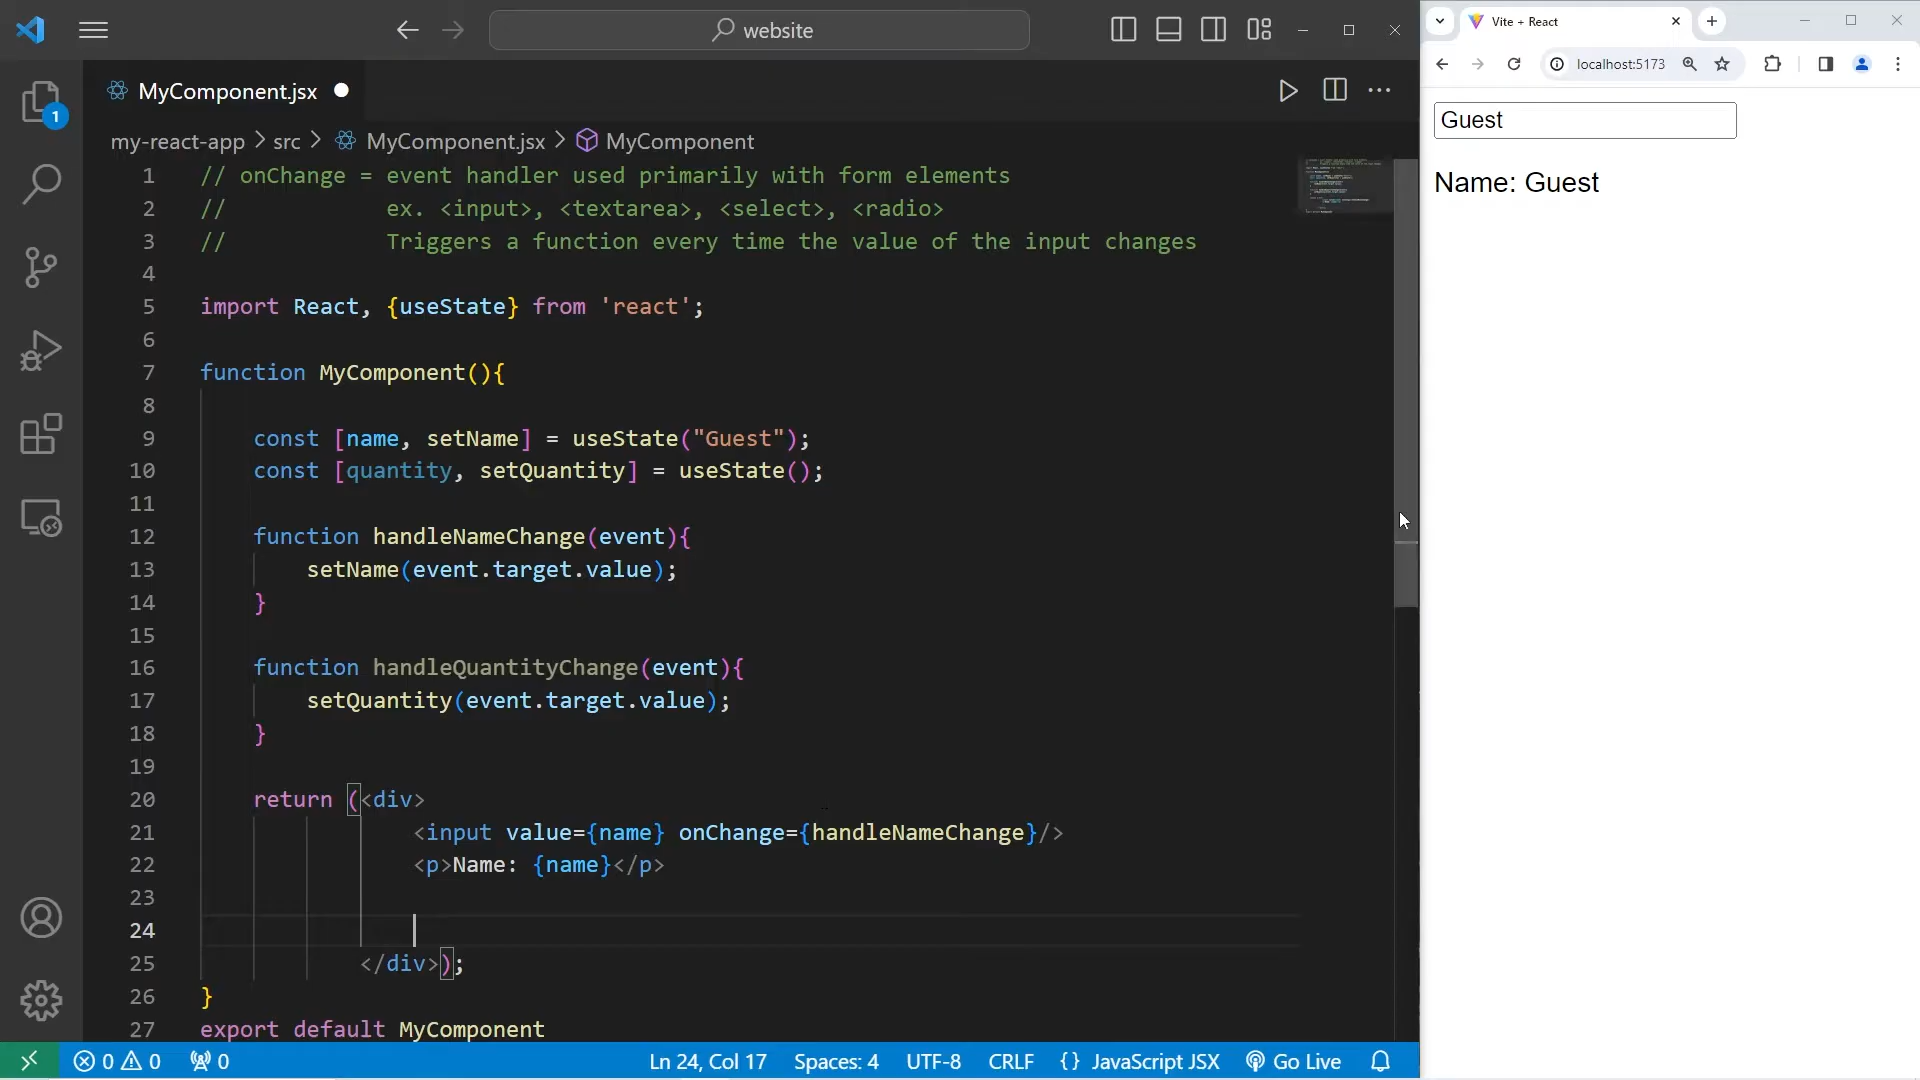 website
Vite + React
MyComponent.jsx
localhost:5173
1
my-react-app > src > MyComponent.jsx > MyComponent
Guest
Name: Guest
1 // onChange = event handler used primarily with form elements
2 //            ex. <input>, <textarea>, <select>, <radio>
3 //            Triggers a function every time the value of the input changes
4
5 import React, {useState} from 'react';
6
7 function MyComponent(){
8
9     const [name, setName] = useState("Guest");
10     const [quantity, setQuantity] = useState();
11
12     function handleNameChange(event){
13         setName(event.target.value);
14     }
15
16     function handleQuantityChange(event){
17         setQuantity(event.target.value);
18     }
19
20     return (<div>
21                 <input value={name} onChange={handleNameChange}/>
22                 <p>Name: {name}</p>
23
24
25             </div>);
26 }
27 export default MyComponent
0 0 0 Ln 24, Col 17 Spaces: 4 UTF-8 CRLF {} JavaScript JSX Go Live